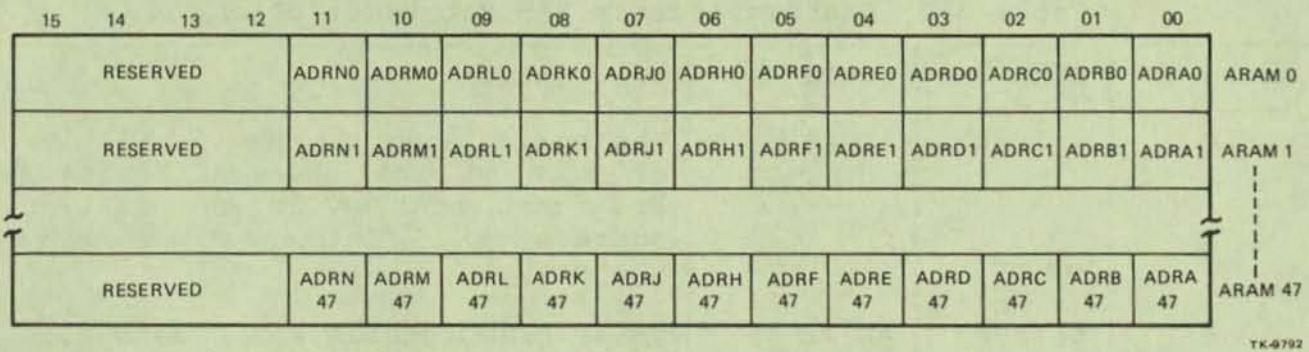 15 14 13 12 11 10 09 08 07 06 05 04 03 02 01 00
RESERVED ADRN0 ADRM0 ADRL0 ADRK0 ADRJ0 ADRH0 ADRF0 ADRE0 ADRD0 ADRC0 ADRB0 ADRA0 ARAM 0
RESERVED ADRN1 ADRM1 ADRL1 ADRK1 ADRJ1 ADRH1 ADRF1 ADRE1 ADRD1 ADRC1 ADRB1 ADRA1 ARAM 1
RESERVED ADRN ADRM ADRL ADRK ADRJ ADRH ADRF ADRE ADRD ADRC ADRB ADRA ARAM 47
47 47 47 47 47 47 47 47 47 47 47 47
TK-9792